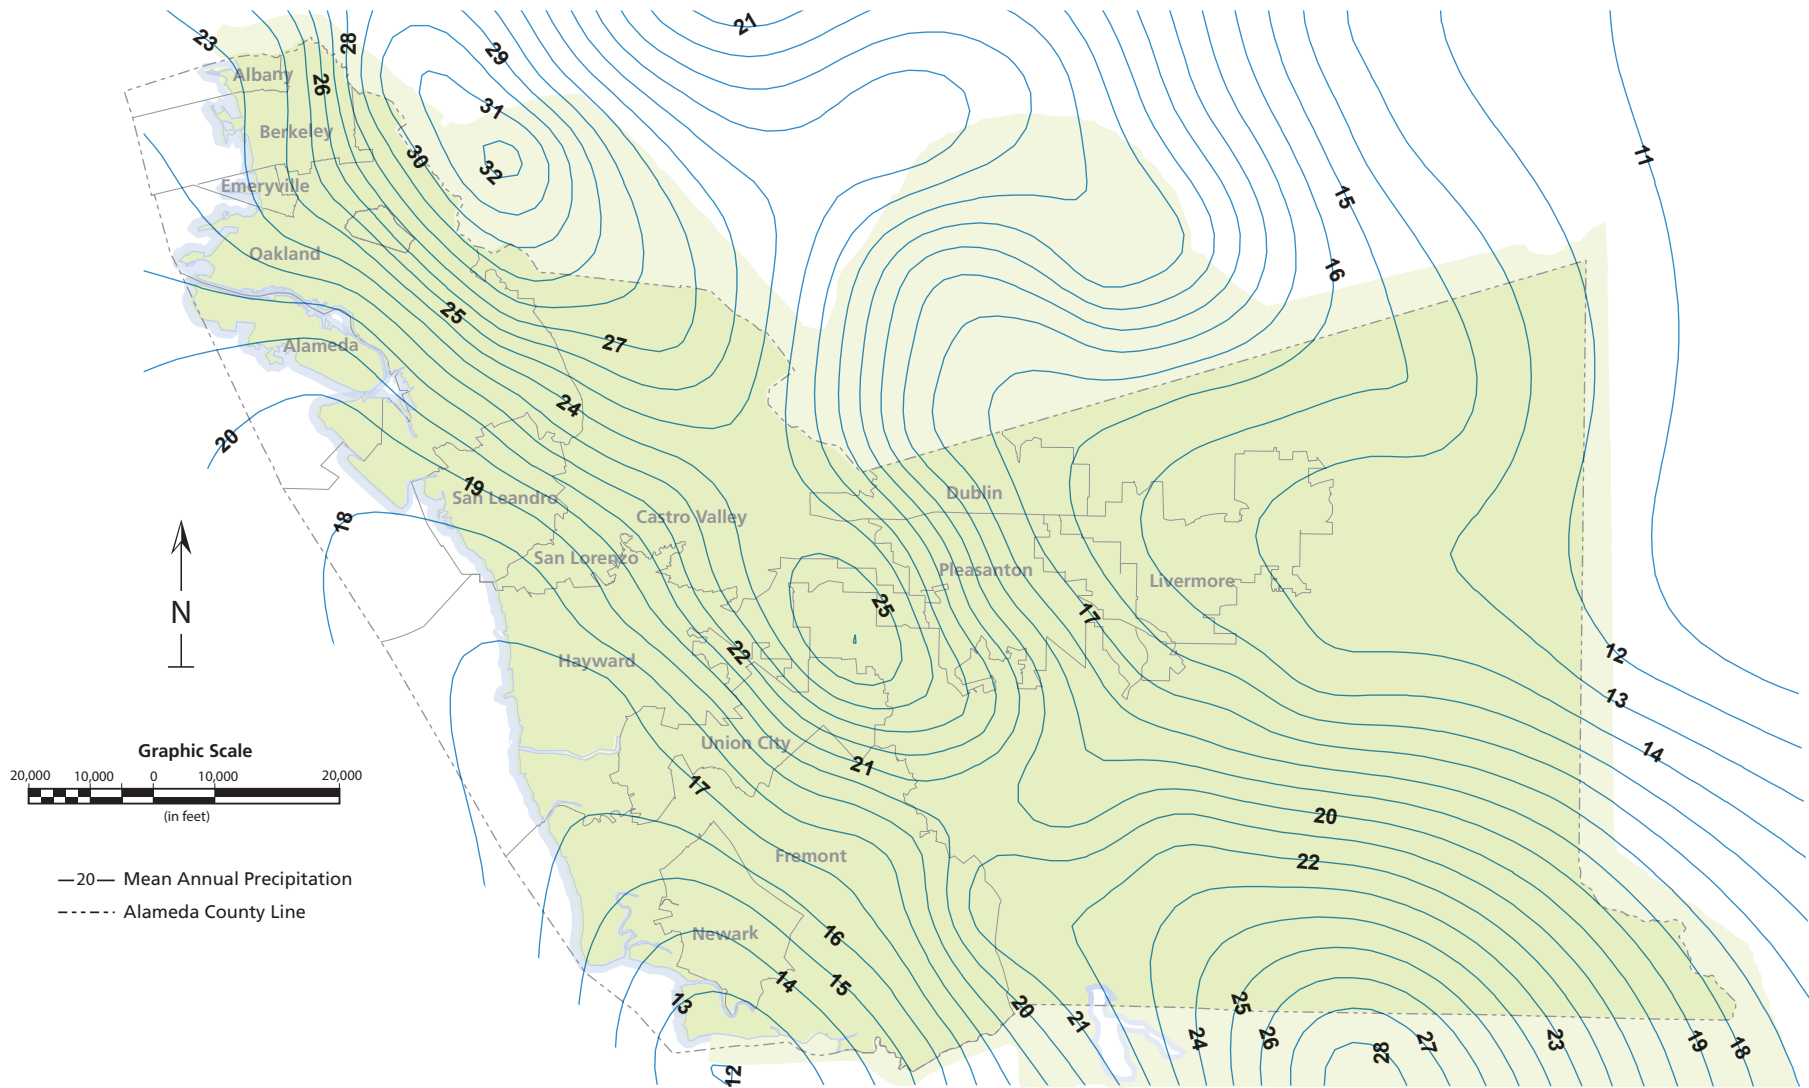 21
23
28
29
26
Albany
31
Berkeley
11
30
32
Emeryville
15
Oakland
16
25
Alameda
27
24
20
19
San Leandro
Dublin
18
Castro Valley
San Lorenzo
Pleasanton
Livermore
25
17
N
22
Hayward
12
13
Union City
14
Graphic Scale
21
20,000 10,000 0 10,000 20,000
17
(in feet)
20
Fremont
22
—20— Mean Annual Precipitation
Alameda County Line
Newark
16
14
15
13
20
21
25
24
26
28
27
23
19
18
12